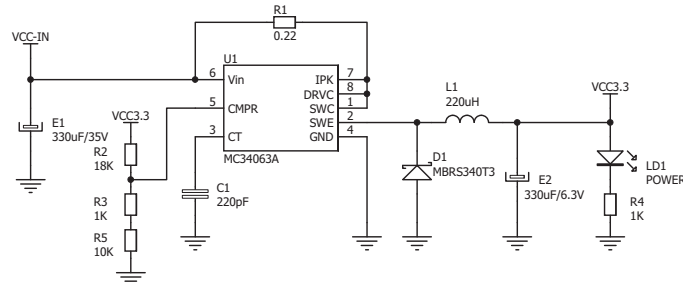 R1
0.22
VCC-IN
U1
6
Vin
IPK
7
DRVC
8
5
CMPR
SWC
1
SWE
2
3
CT
GND
4
MC34063A
L1
220uH
VCC3.3
E1
330uF/35V
VCC3.3
R2
18K
R3
1K
R5
10K
C1
220pF
D1
MBRS340T3
E2
330uF/6.3V
LD1
POWER
R4
1K